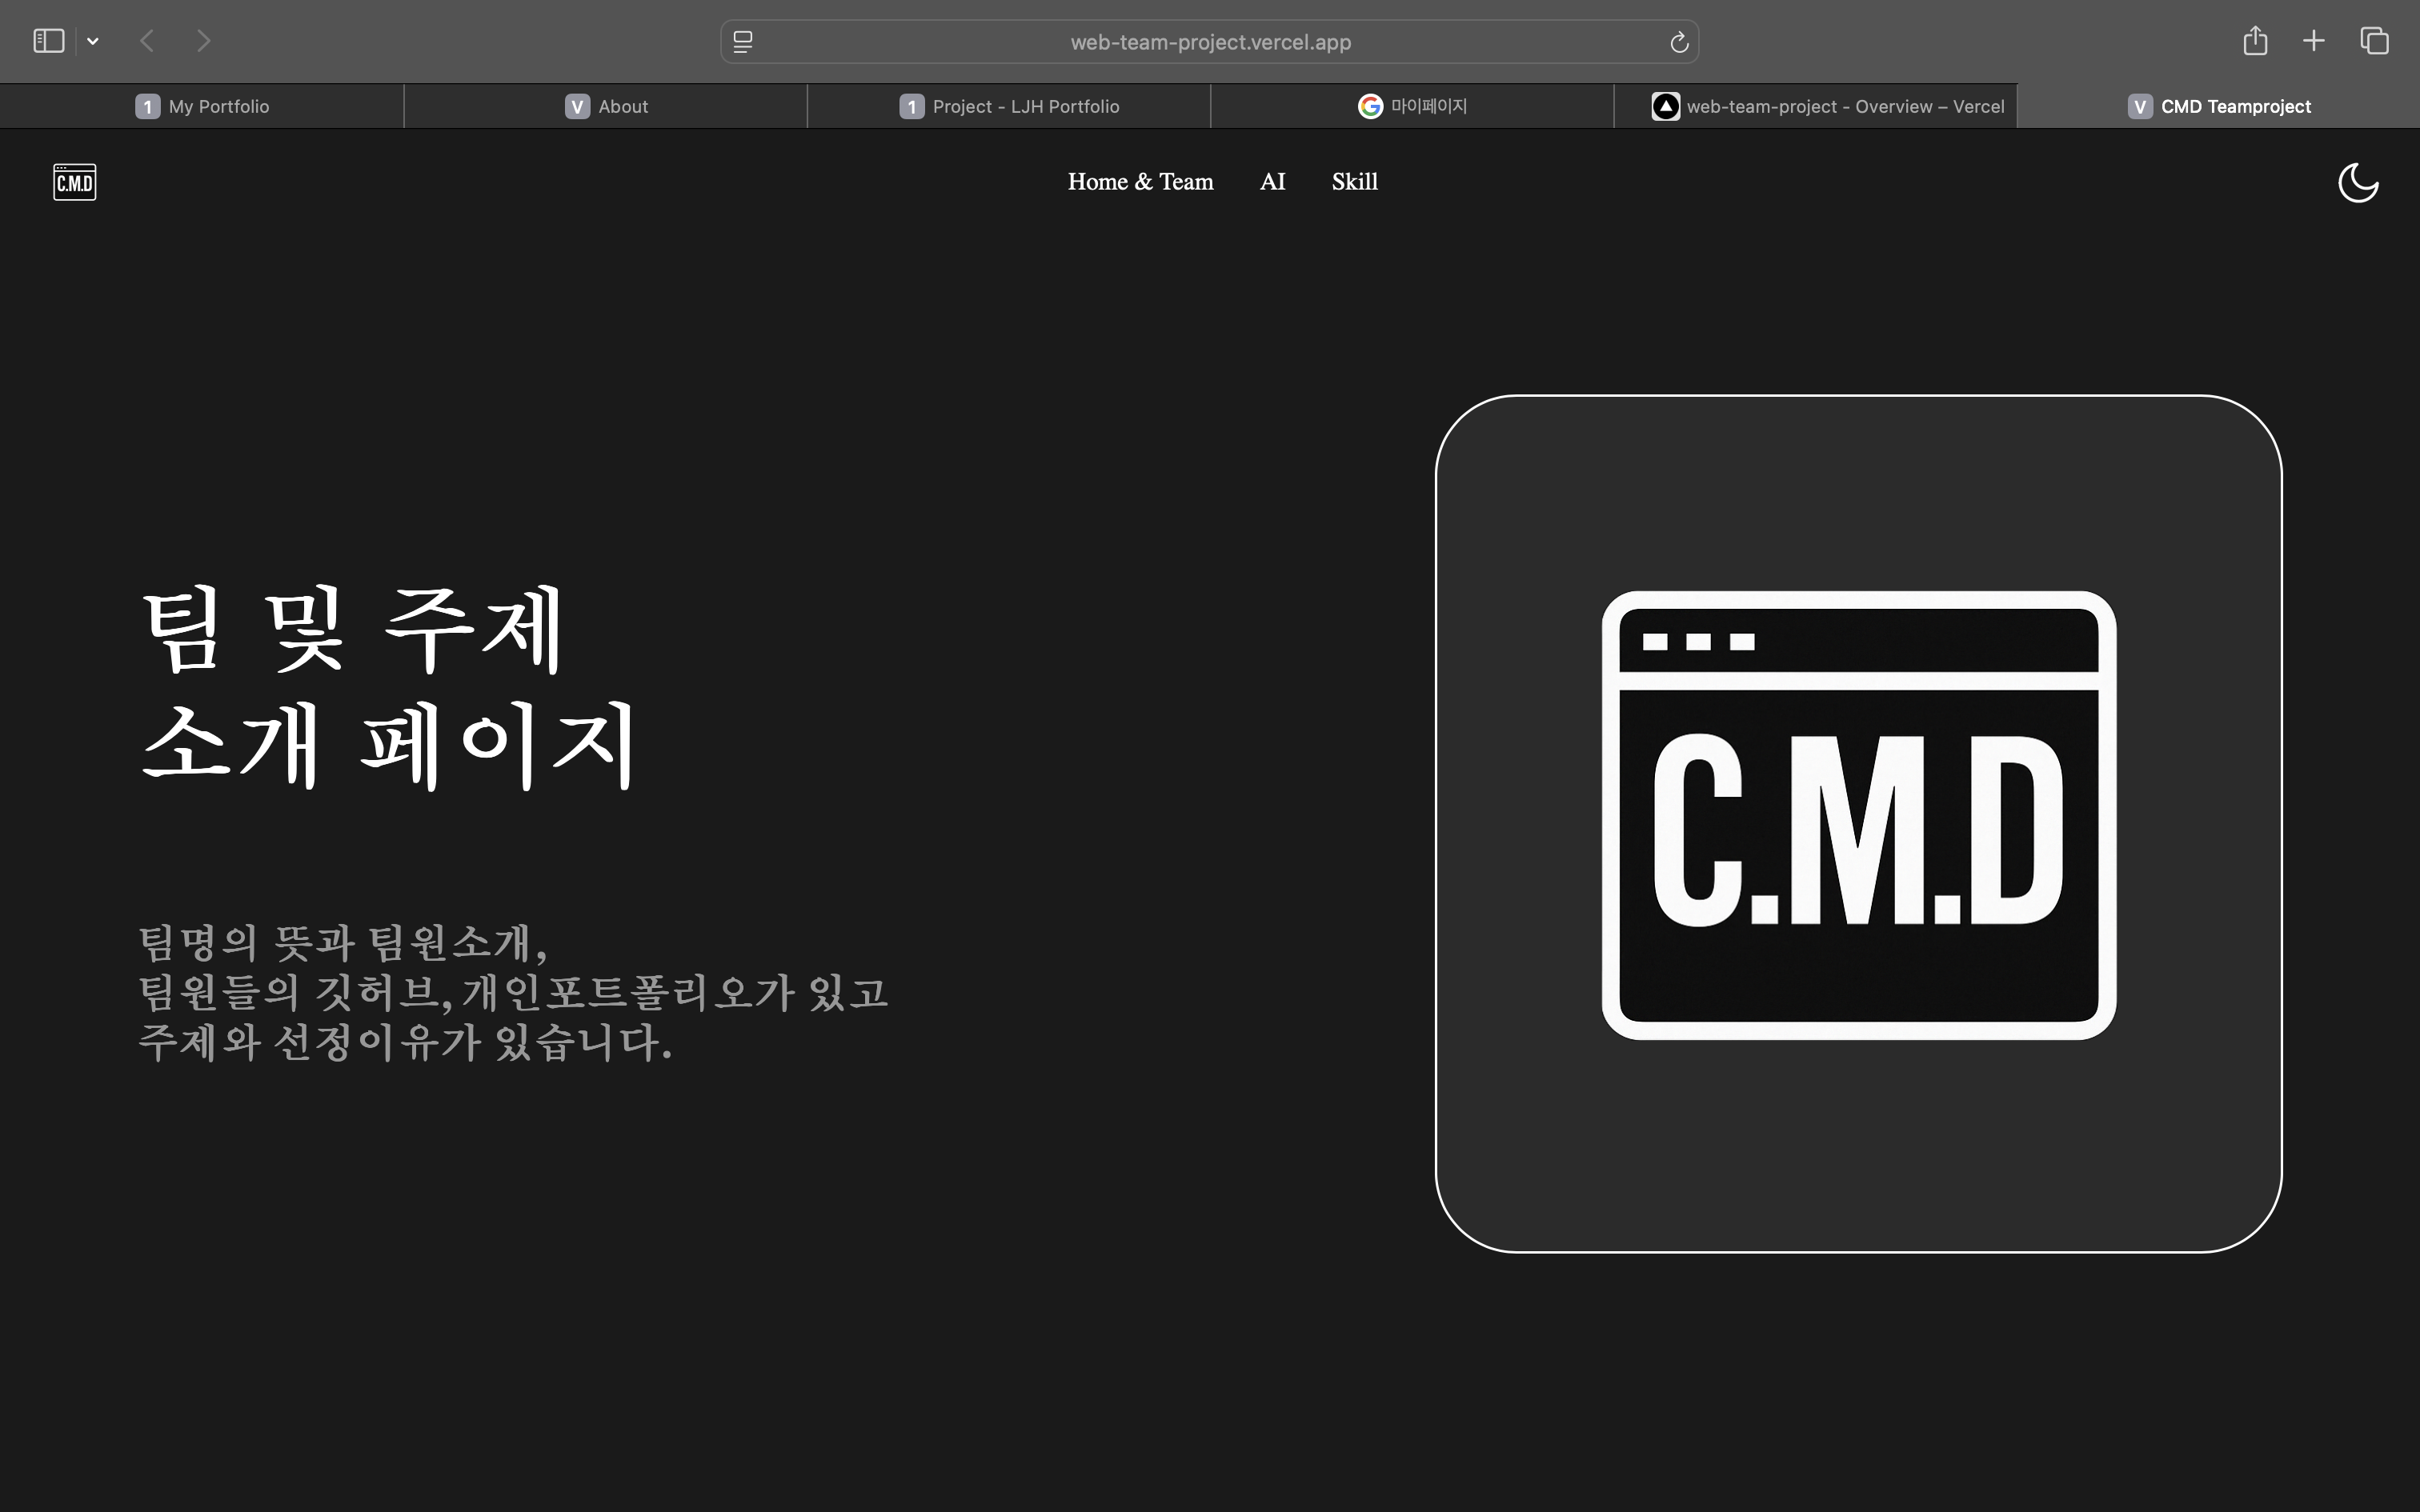 web-team-project.vercel.app
1 My Portfolio
V About
1 Project - LJH Portfolio
G 마이페이지
web-team-project - Overview – Vercel
V CMD Teamproject
C.M.D
Home & Team
AI
Skill
팀 및 주제
소개 페이지
팀명의 뜻과 팀원소개,
팀원들의 깃허브,개인포트폴리오가 있고
주제와 선정이유가 있습니다.
C.M.D